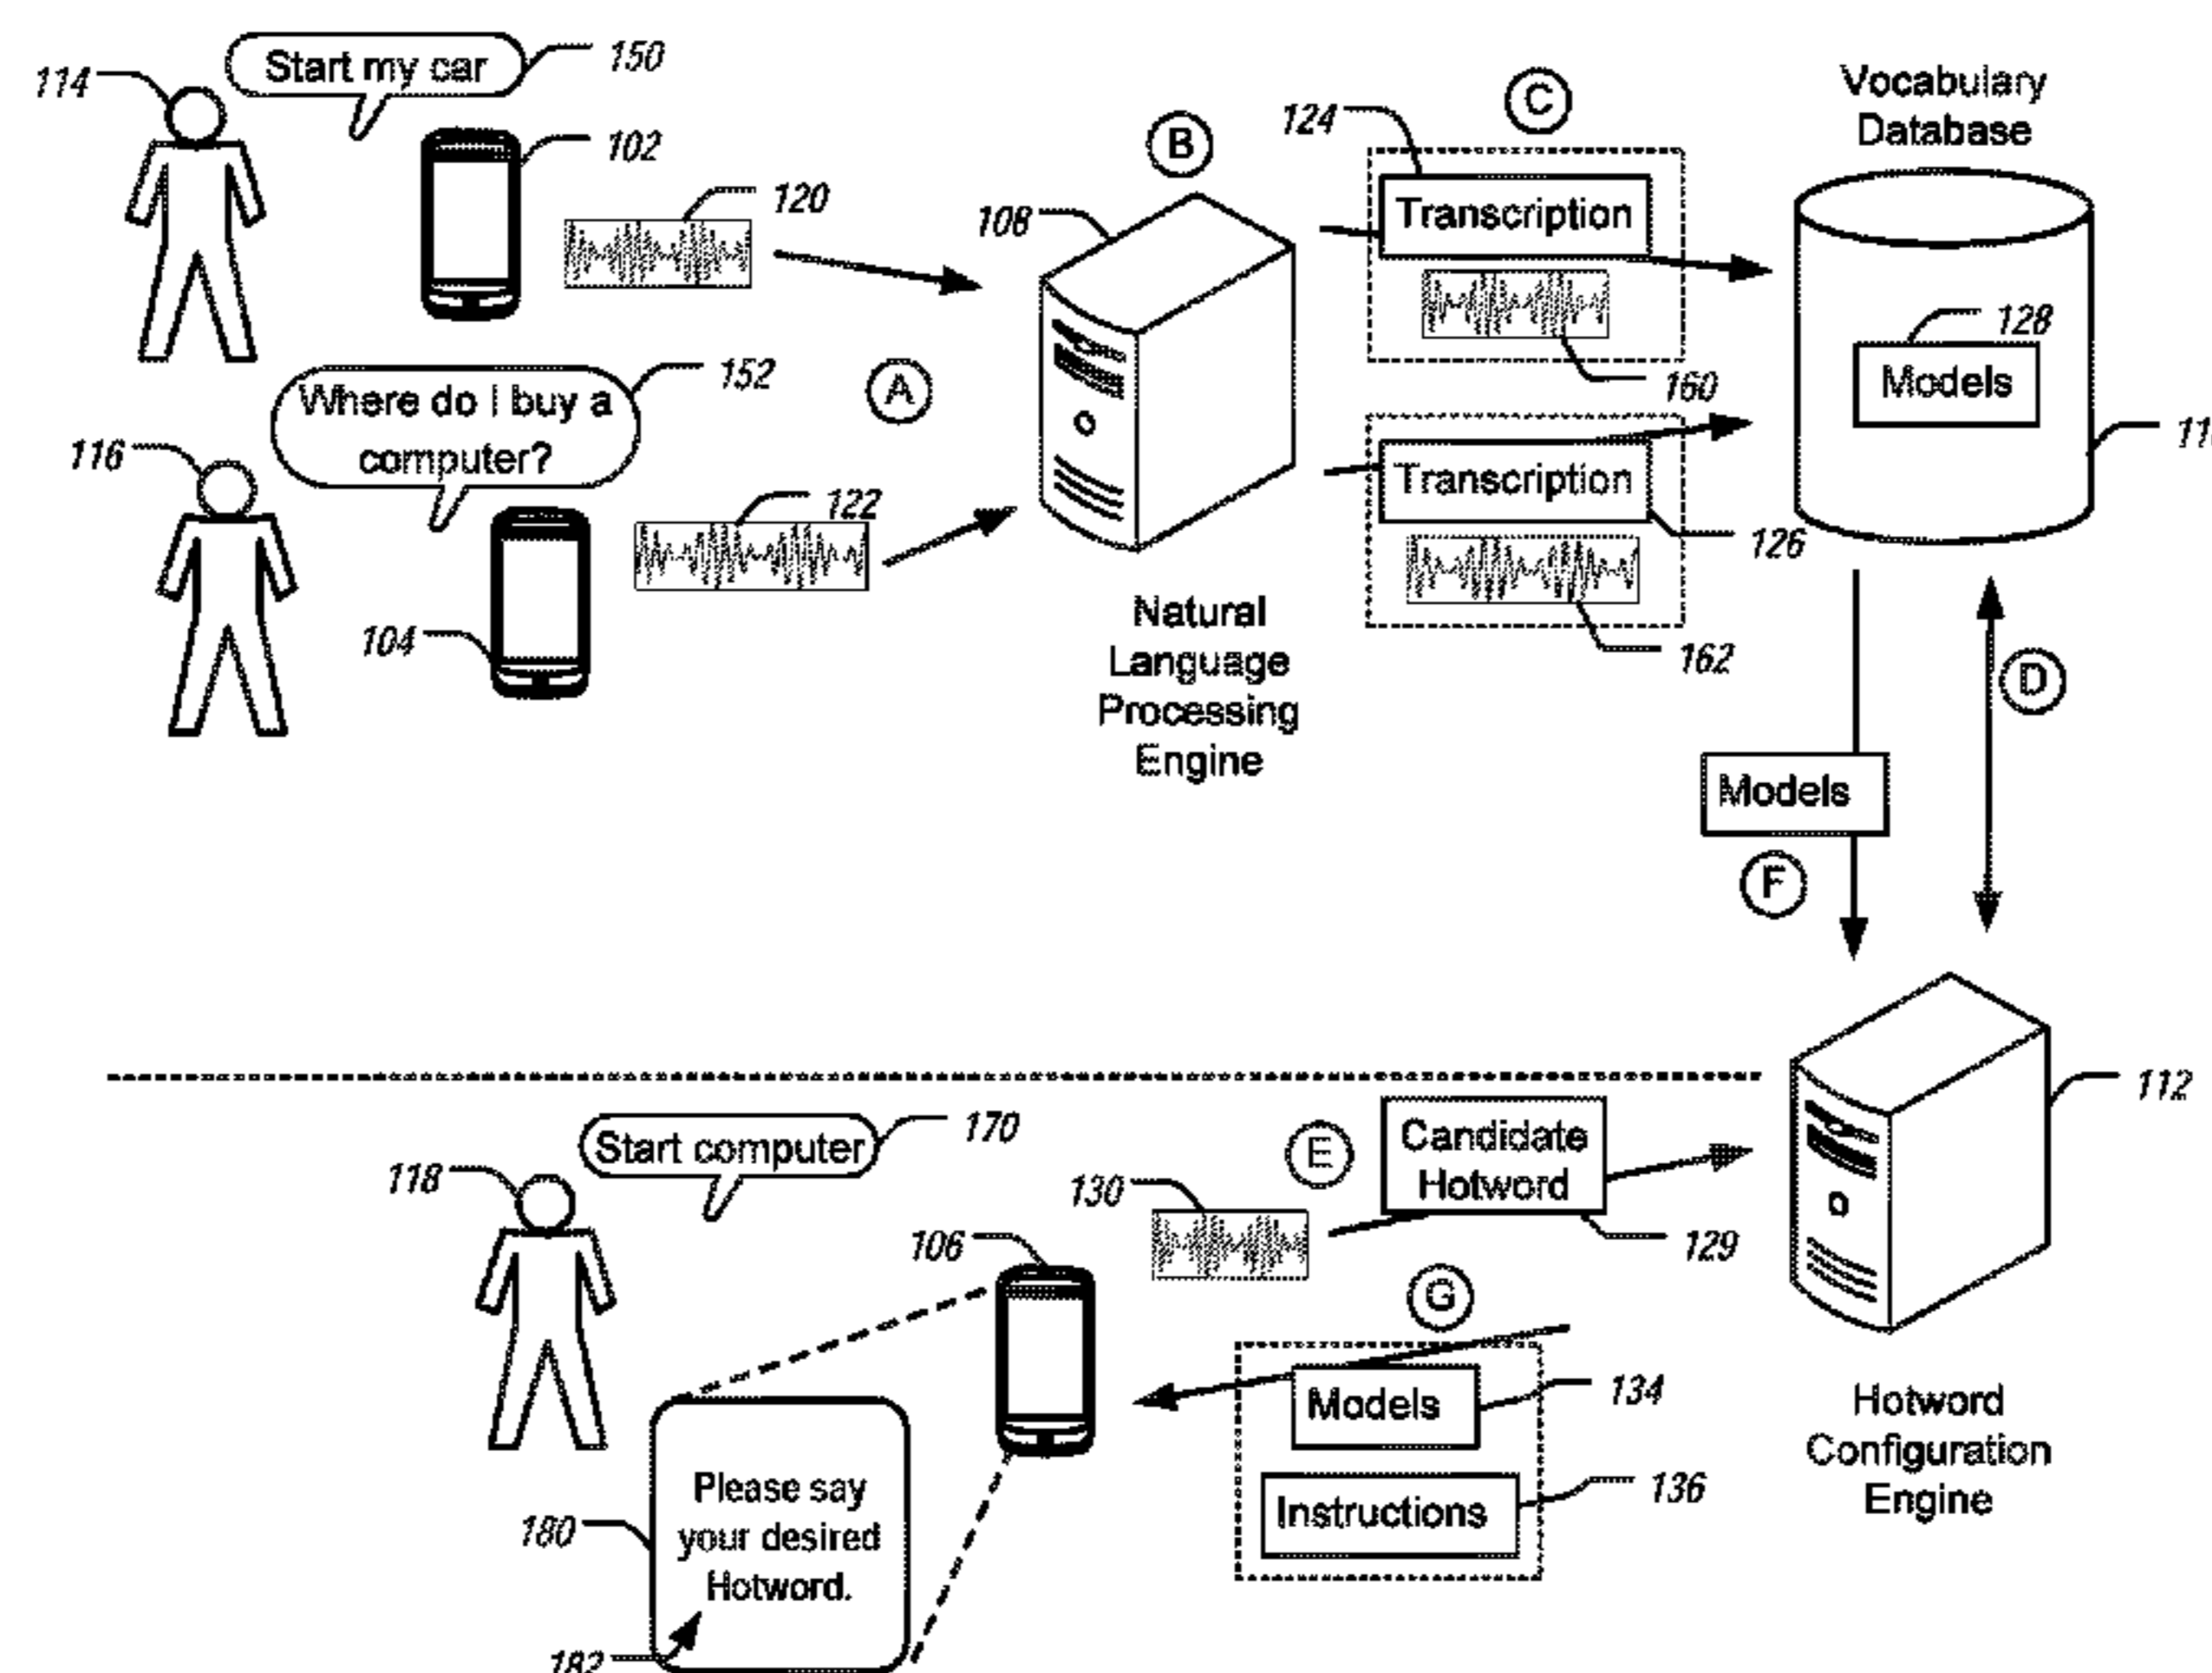 114
Start my car
150
102
120
B
108
124
C
Transcription
160
Vocabulary
Database
128
Models
116
Where do I buy a
computer?
152
A
104
122
Natural
Language
Processing
Engine
Transcription
126
162
D
Models
F
118
Start computer
170
106
130
E
Candidate
Hotword
129
112
G
Models
134
Instructions
136
Hotword
Configuration
Engine
180
Please say
your desired
Hotword.
182